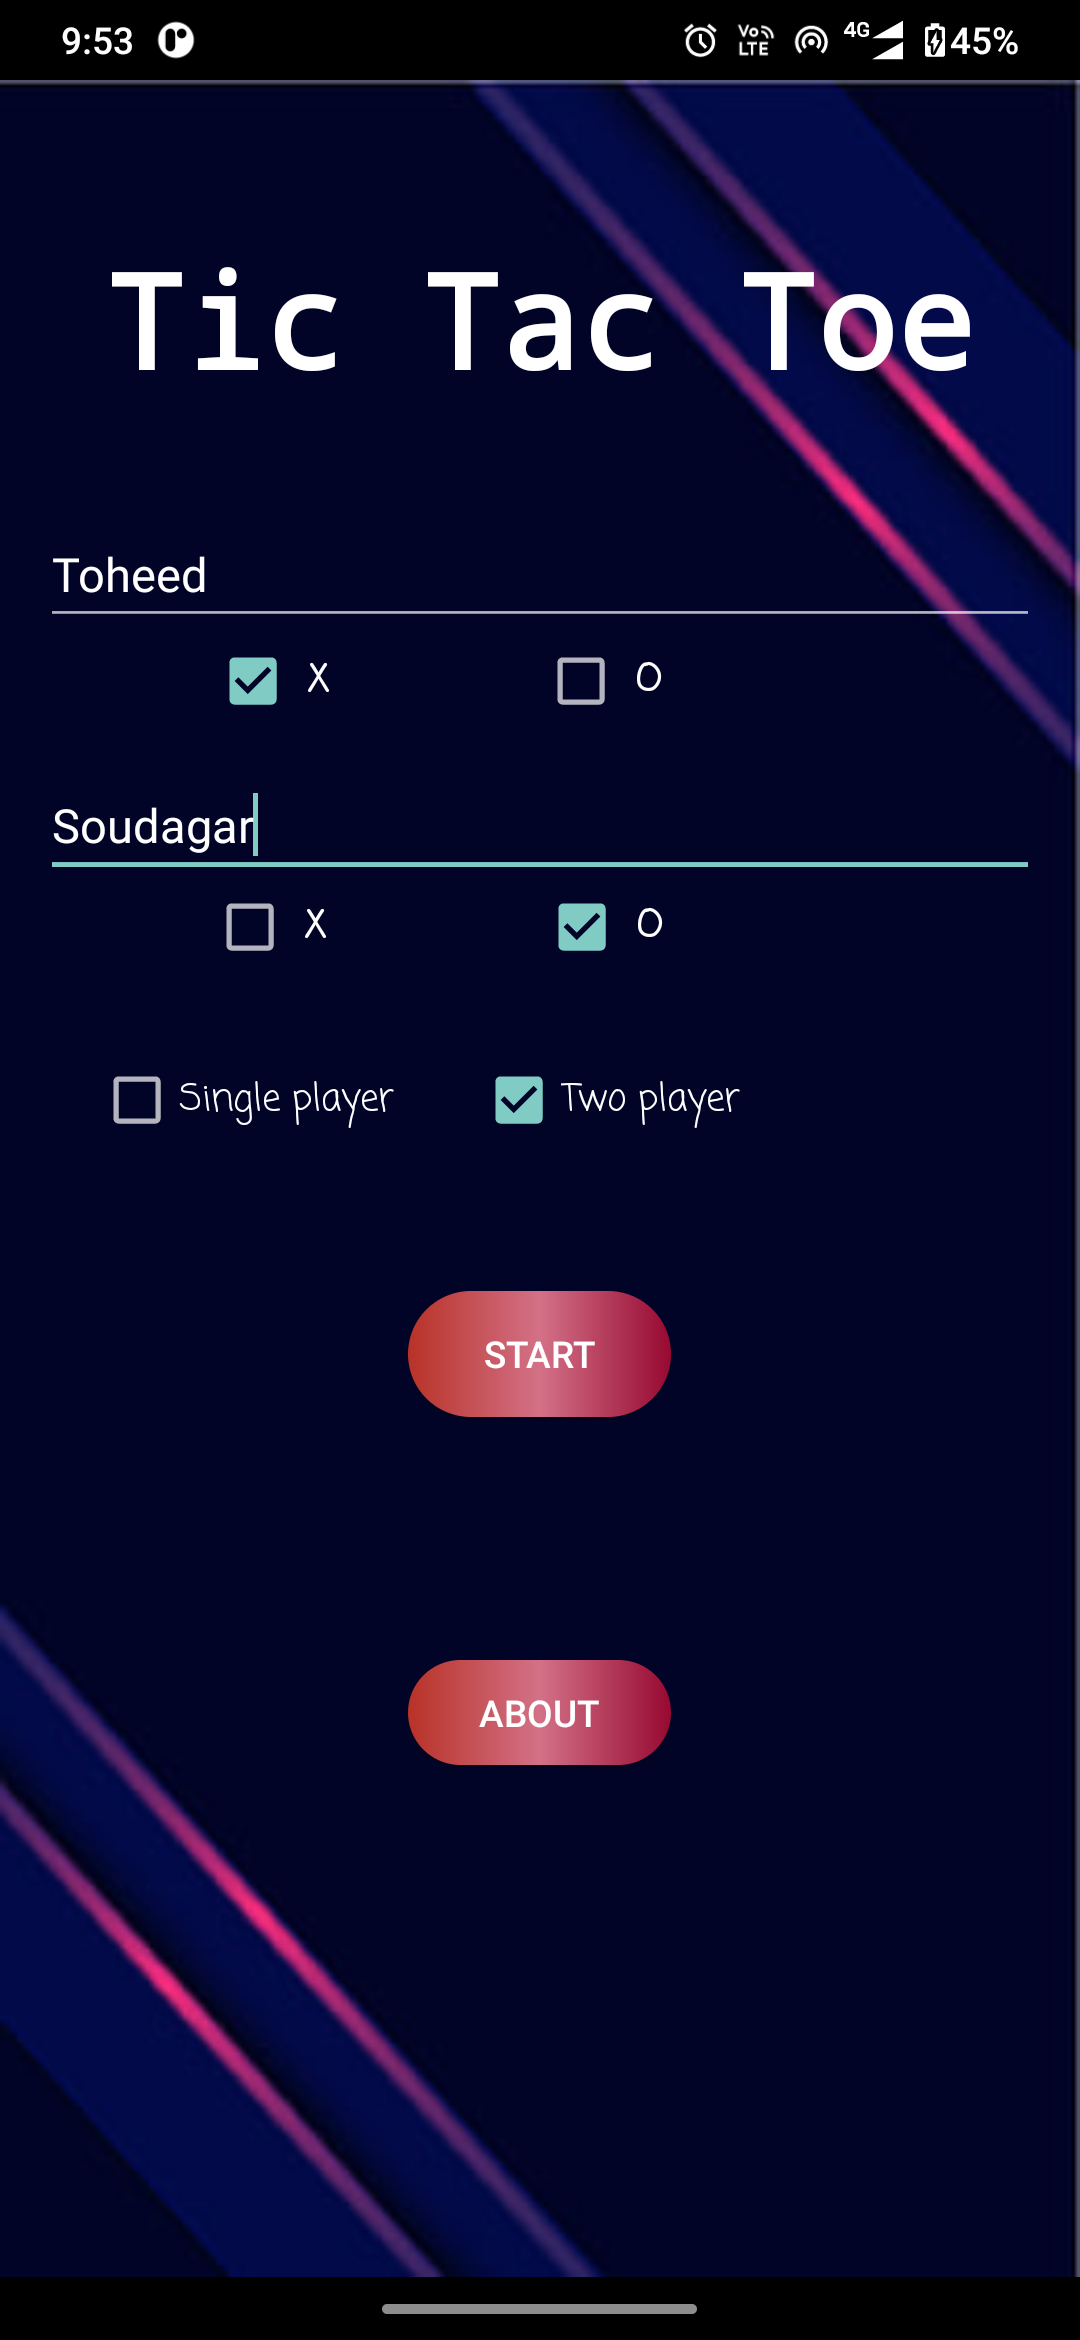 9:53 Vo LTE 4G 45%
Tic Tac Toe
Toheed
X O
Soudagar
X O
Single player Two player
START
ABOUT